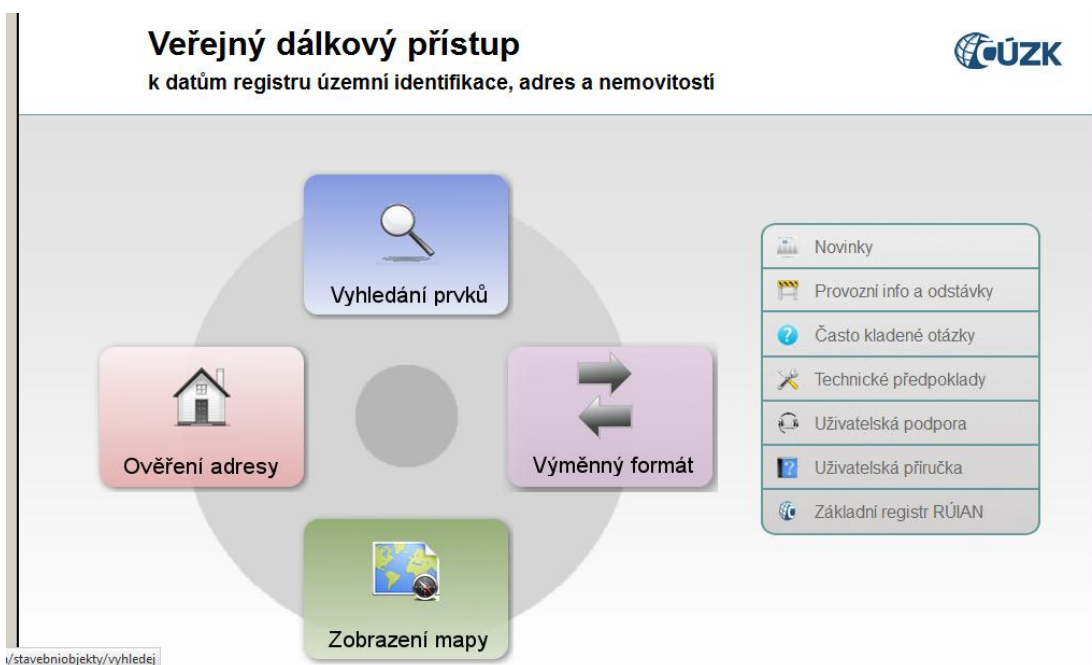 Veřejný dálkový přístup
k datům registru územní identifikace, adres a nemovitostí
ČÚZK
Vyhledání prvků
Ověření adresy
Výměnný formát
Zobrazení mapy
Novinky
Provozní info a odstávky
Často kladené otázky
Technické předpoklady
Uživatelská podpora
Uživatelská příručka
Základní registr RÚIAN
/stavebniobjekty/vyhledej